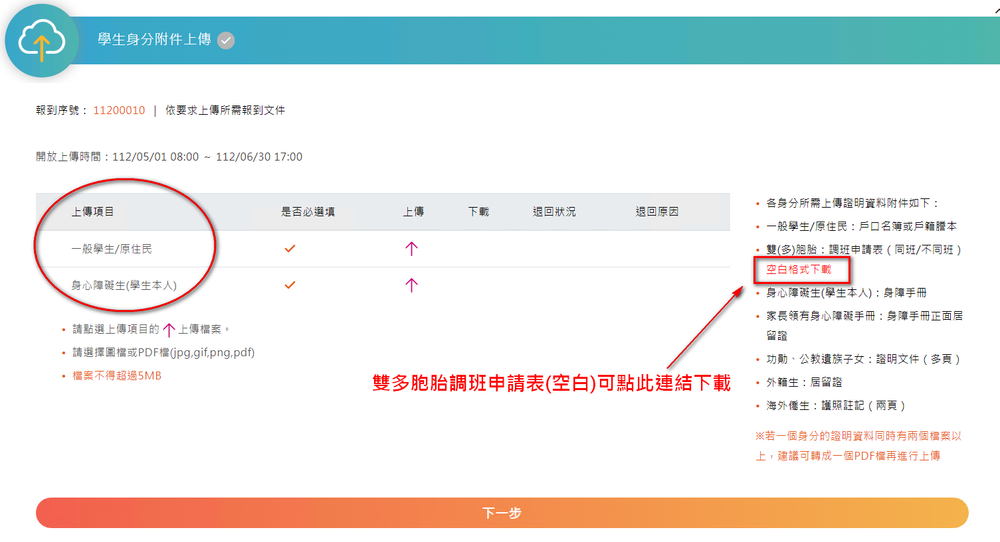 學生身分附件上傳
報到序號： 11200010 | 依要求上傳所需報到文件
開放上傳時間：112/05/01 08:00 ~ 112/06/30 17:00
上傳項目 是否必選填 上傳 下載 退回狀況 退回原因
一般學生/原住民
身心障礙生(學生本人)
請點選上傳項目的 上傳檔案。
請選擇圖檔或PDF檔(jpg,gif,png,pdf)
檔案不得超過5MB
雙多胞胎調班申請表(空白)可點此連結下載
各身分所需上傳證明資料附件如下：
一般學生/原住民：戶口名簿或戶籍謄本
雙(多)胞胎：調班申請表（同班/不同班）
空白格式下載
身心障礙生(學生本人)：身障手冊
家長領有身心障礙手冊：身障手冊正面居
留證
功勛、公教遺族子女：證明文件（多頁）
外籍生：居留證
海外僑生：護照註記（兩頁）
※若一個身分的證明資料同時有兩個檔案以
上，建議可轉成一個PDF檔再進行上傳
下一步